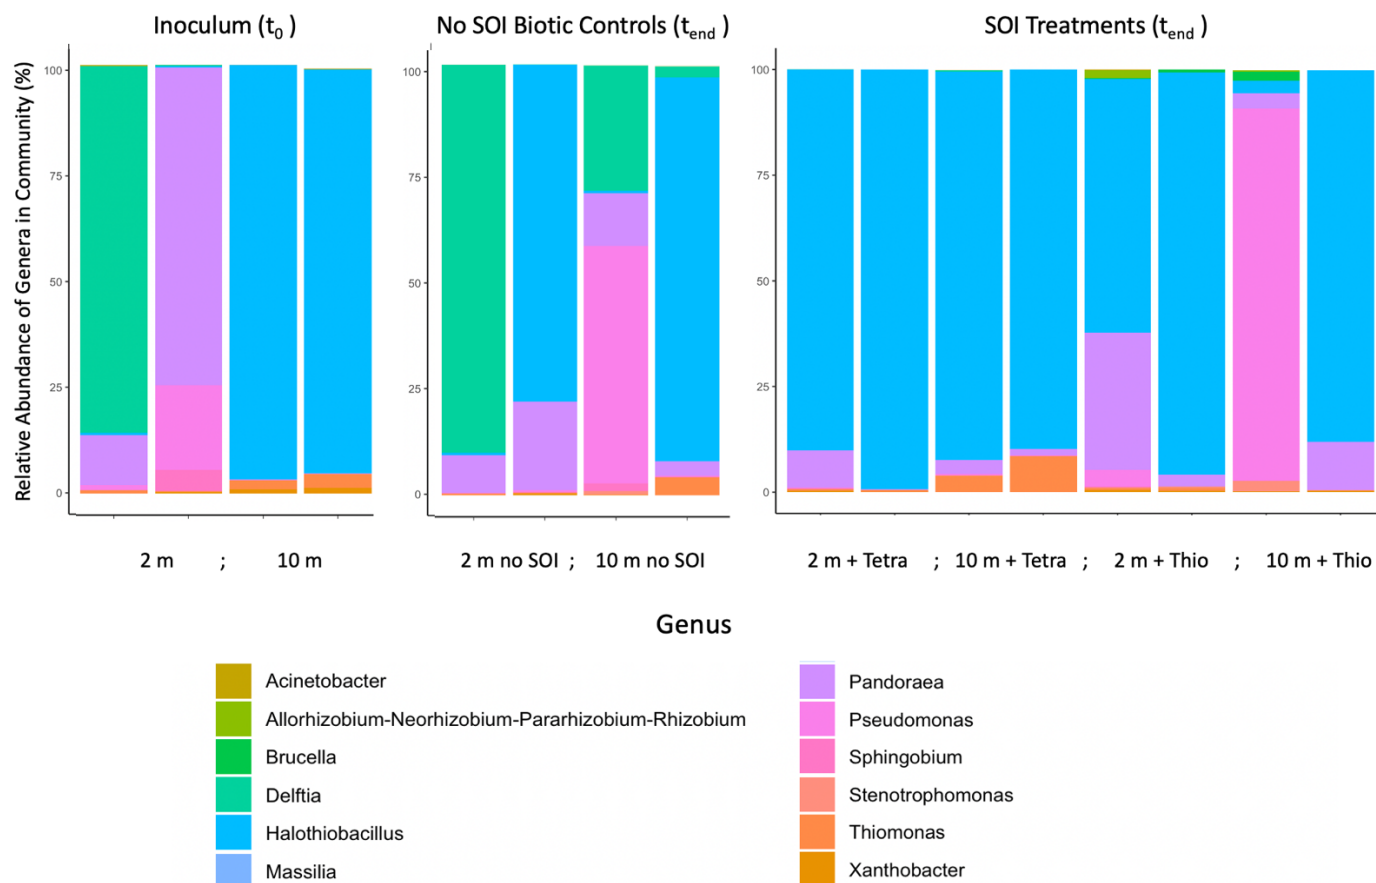 Inoculum (t0 )
No SOI Biotic Controls (tend )
SOI Treatments (tend )
Relative Abundance of Genera in Community (%)
100
75
50
25
0
100
75
50
25
0
100
75
50
25
0
2 m ; 10 m
2 m no SOI ; 10 m no SOI
2 m + Tetra ; 10 m + Tetra ; 2 m + Thio ; 10 m + Thio
Genus
Acinetobacter
Allorhizobium-Neorhizobium-Pararhizobium-Rhizobium
Brucella
Delftia
Halothiobacillus
Massilia
Pandoraea
Pseudomonas
Sphingobium
Stenotrophomonas
Thiomonas
Xanthobacter